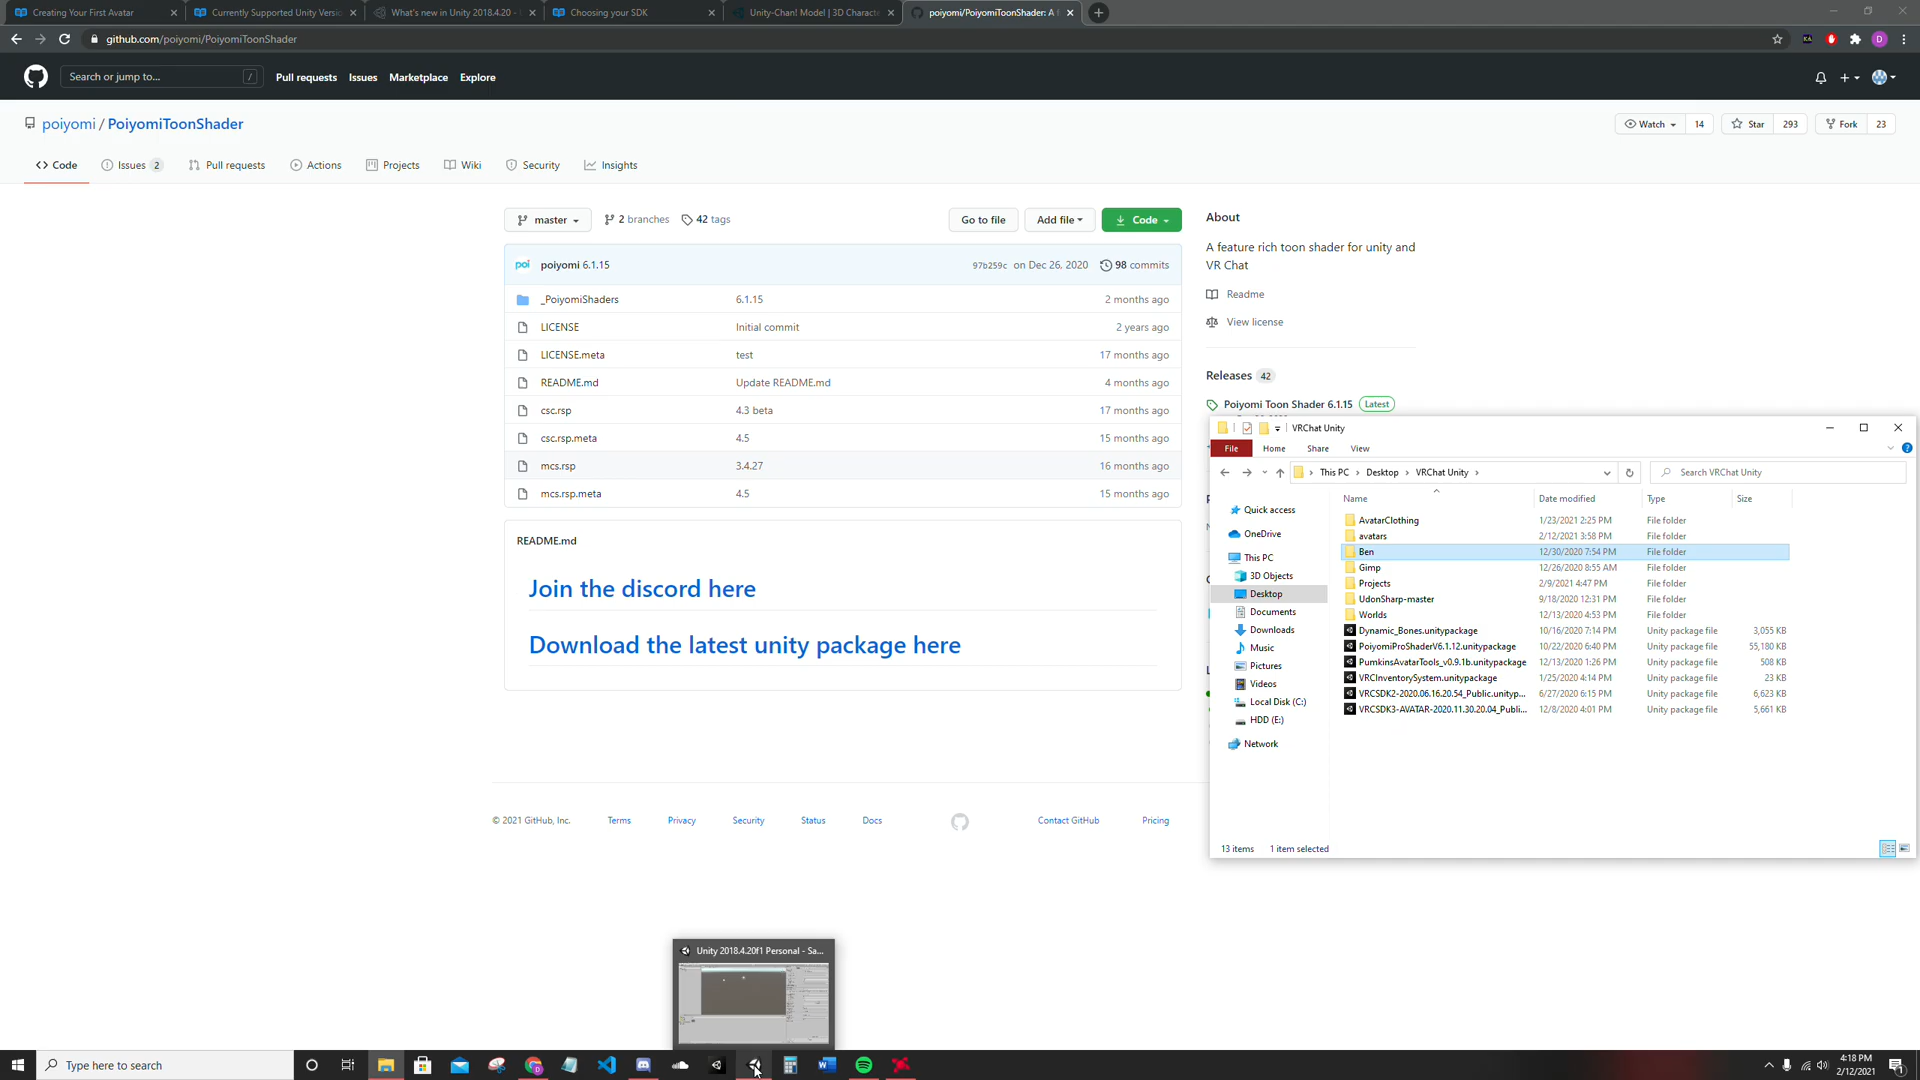 Creating Your First Avatar
Currently Supported Unity Versio
What's new in Unity 2018.4.20 -
Choosing your SDK
Unity-Chan! Model | 3D Characte
poiyomi/PoiyomiToonShader: A f
github.com/poiyomi/PoiyomiToonShader
D
Search or jump to... /
Pull requests Issues Marketplace Explore
poiyomi / PoiyomiToonShader
Watch 14 Star 293 Fork 23
Code Issues 2 Pull requests Actions Projects Wiki Security Insights
master 2 branches 42 tags Go to file Add file Code
poi poiyomi 6.1.15 97b259c on Dec 26, 2020 98 commits
_PoiyomiShaders 6.1.15 2 months ago
LICENSE Initial commit 2 years ago
LICENSE.meta test 17 months ago
README.md Update README.md 4 months ago
csc.rsp 4.3 beta 17 months ago
csc.rsp.meta 4.5 15 months ago
mcs.rsp 3.4.27 16 months ago
mcs.rsp.meta 4.5 15 months ago
README.md
Join the discord here
Download the latest unity package here
About
A feature rich toon shader for unity and
VR Chat
Readme
View license
Releases 42
Poiyomi Toon Shader 6.1.15 Latest
© 2021 GitHub, Inc. Terms Privacy Security Status Docs Contact GitHub Pricing
VRChat Unity
File Home Share View
This PC Desktop VRChat Unity
Search VRChat Unity
Quick access
OneDrive
This PC
3D Objects
Desktop
Documents
Downloads
Music
Pictures
Videos
Local Disk (C:)
HDD (E:)
Network
Name Date modified Type Size
AvatarClothing 1/23/2021 2:25 PM File folder
avatars 2/12/2021 3:58 PM File folder
Ben 12/30/2020 7:54 PM File folder
Gimp 12/26/2020 8:55 AM File folder
Projects 2/9/2021 4:47 PM File folder
UdonSharp-master 9/18/2020 12:31 PM File folder
Worlds 12/13/2020 4:53 PM File folder
Dynamic_Bones.unitypackage 10/16/2020 7:14 PM Unity package file 3,055 KB
PoiyomiProShaderV6.1.12.unitypackage 10/22/2020 6:40 PM Unity package file 55,180 KB
PumkinsAvatarTools_v0.9.1b.unitypackage 12/13/2020 1:26 PM Unity package file 508 KB
VRCInventorySystem.unitypackage 1/25/2020 4:14 PM Unity package file 23 KB
VRCSDK2-2020.06.16.20.54_Public.unityp... 6/27/2020 6:15 PM Unity package file 6,623 KB
VRCSDK3-AVATAR-2020.11.30.20.04_Publi... 12/8/2020 4:01 PM Unity package file 5,661 KB
13 items 1 item selected
Unity 2018.4.20f1 Personal - Sa...
Type here to search
4:18 PM
2/12/2021